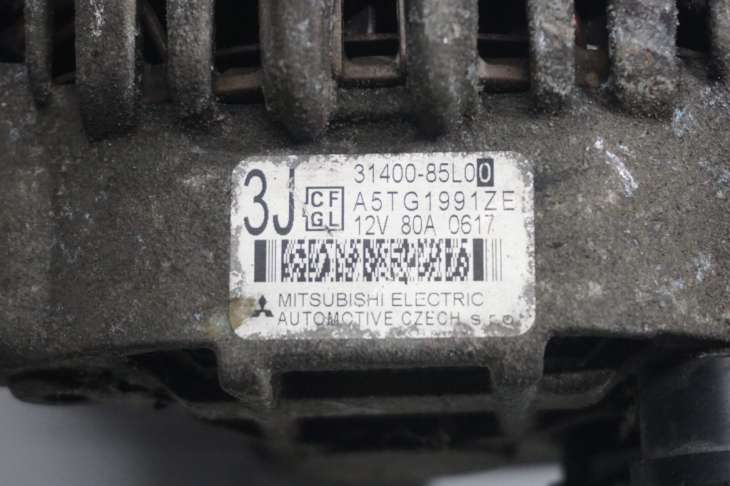 3J CF GL
31400-85L00
A5TG1991ZE
12V 80A 0617
MITSUBISHI ELECTRIC
AUTOMOTIVE CZECH s.r.o.